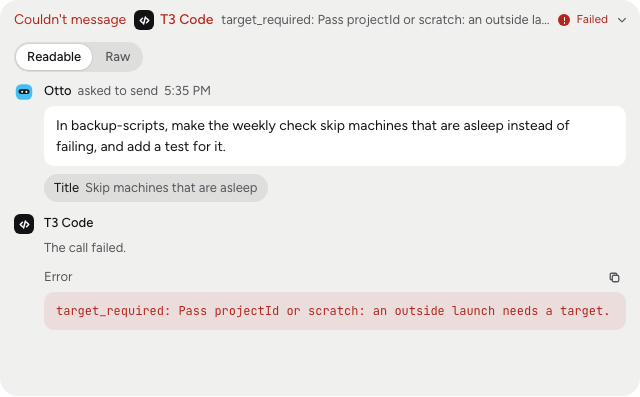 Couldn't message T3 Code target_required: Pass projectId or scratch: an outside la... Failed
Readable Raw
Otto asked to send 5:35 PM
In backup-scripts, make the weekly check skip machines that are asleep instead of
failing, and add a test for it.
Title Skip machines that are asleep
T3 Code
The call failed.
Error
target_required: Pass projectId or scratch: an outside launch needs a target.